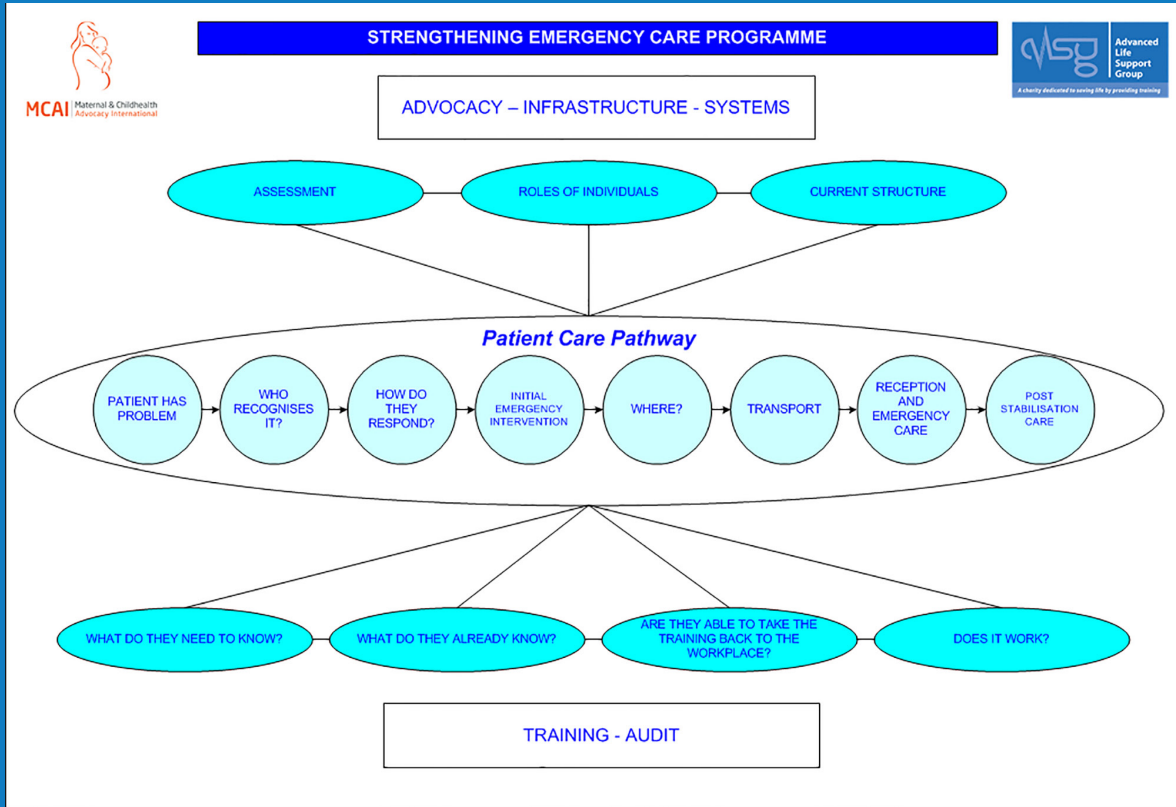 STRENGTHENING EMERGENCY CARE PROGRAMME
MCAI
Maternal & Childhealth
Advocacy International
alsg
Advanced
Life
Support
Group
A charity dedicated to saving life by providing training
ADVOCACY – INFRASTRUCTURE - SYSTEMS
ASSESSMENT
ROLES OF INDIVIDUALS
CURRENT STRUCTURE
Patient Care Pathway
PATIENT HAS
PROBLEM
WHO
RECOGNISES
IT?
HOW DO
THEY
RESPOND?
INITIAL
EMERGENCY
INTERVENTION
WHERE?
TRANSPORT
RECEPTION
AND
EMERGENCY
CARE
POST
STABILISATION
CARE
WHAT DO THEY NEED TO KNOW?
WHAT DO THEY ALREADY KNOW?
ARE THEY ABLE TO TAKE THE
TRAINING BACK TO THE
WORKPLACE?
DOES IT WORK?
TRAINING - AUDIT